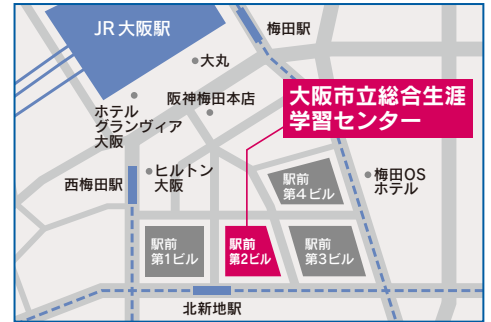 JR大阪駅
梅田駅
大丸
阪神梅田本店
ホテル
グランヴィア
大阪
大阪市立総合生涯
学習センター
西梅田駅
ヒルトン
大阪
駅前
第4ビル
梅田OS
ホテル
駅前
第1ビル
駅前
第2ビル
駅前
第3ビル
北新地駅